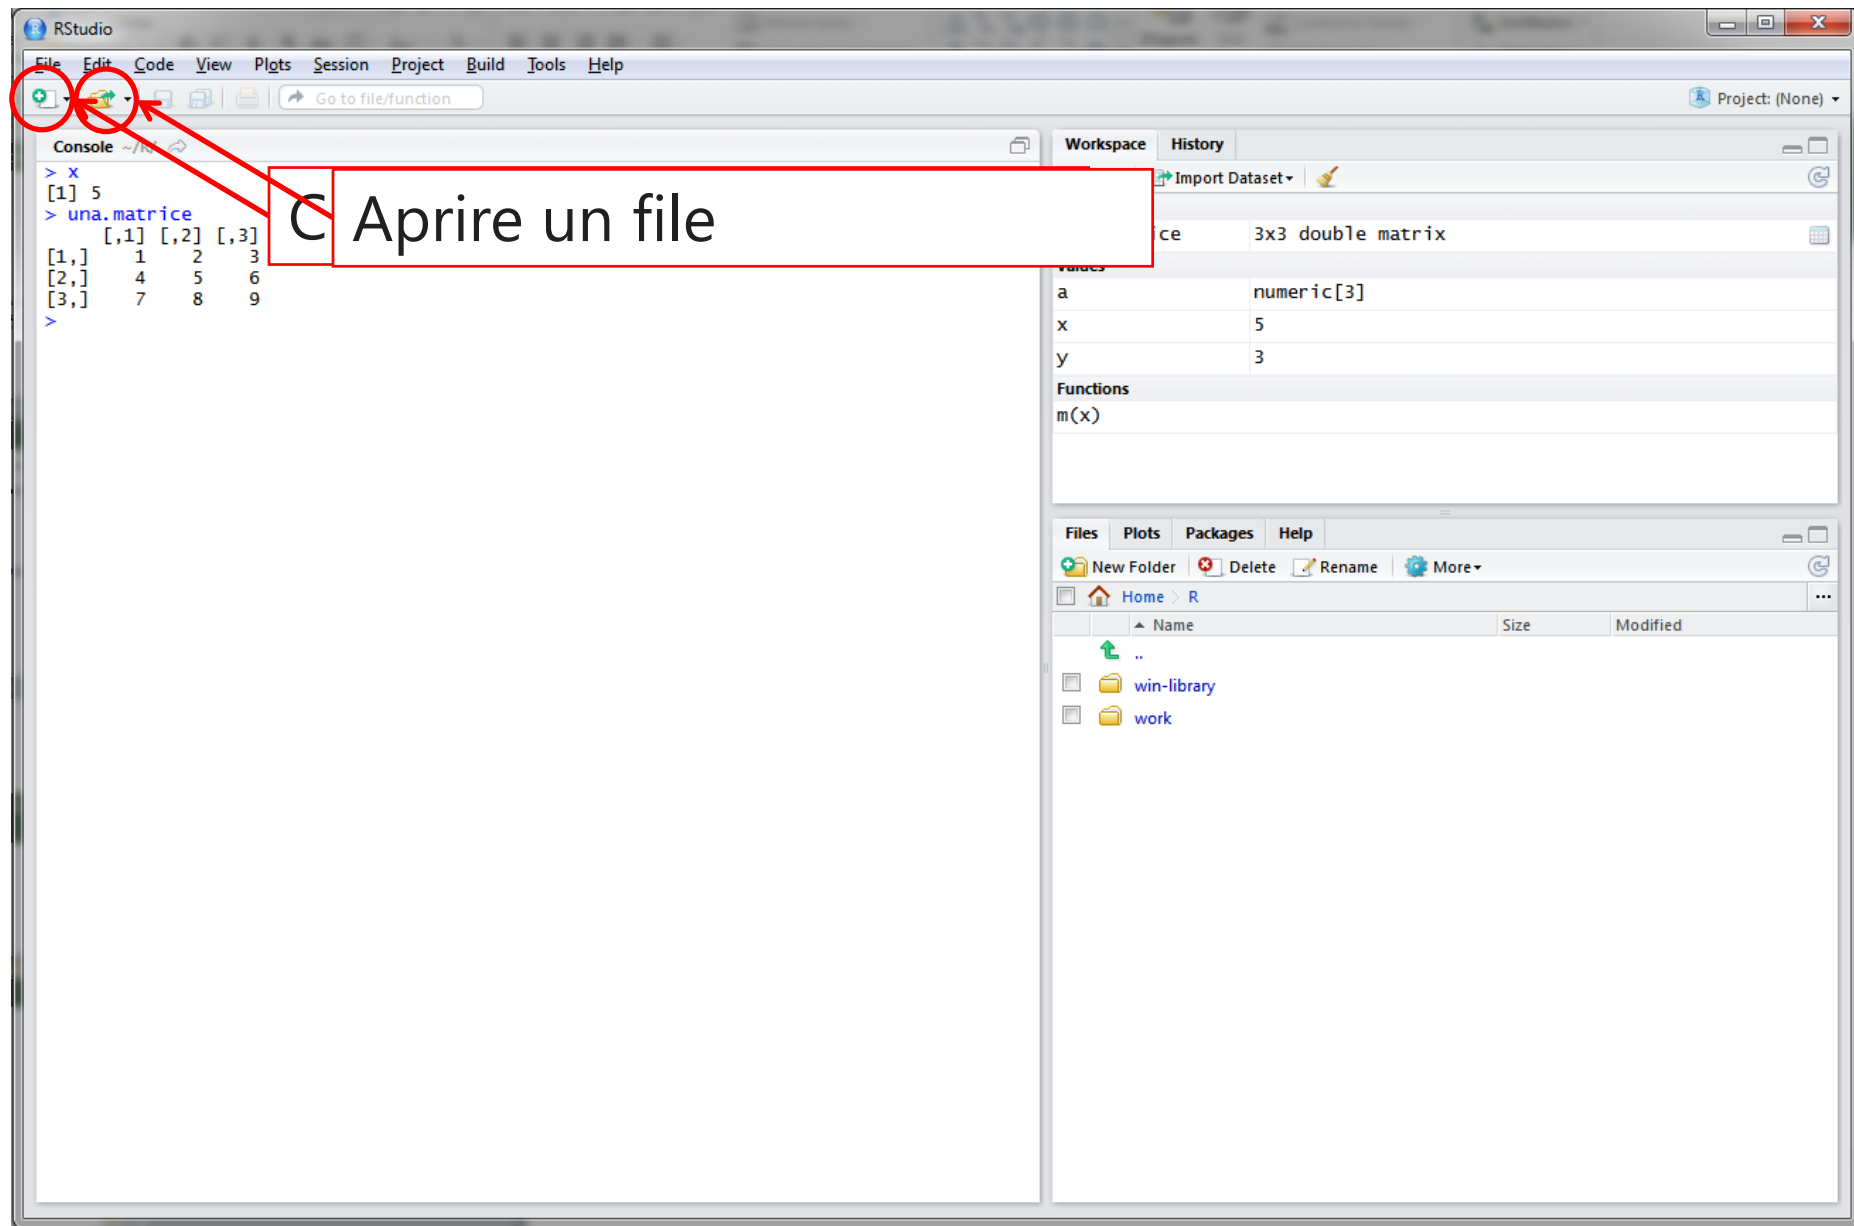 RStudio
File Edit Code View Plots Session Project Build Tools Help
Go to file/function
Project: (None)
Console ~/R/
Workspace History
> x
[1] 5
> una.matrice
[,1] [,2] [,3]
[1,] 1 2 3
[2,] 4 5 6
[3,] 7 8 9
>
C
Aprire un file
Import Dataset
ice 3x3 double matrix
Values
a numeric[3]
x 5
y 3
Functions
m(x)
Files Plots Packages Help
New Folder Delete Rename More
Home R
Name Size Modified
..
win-library
work